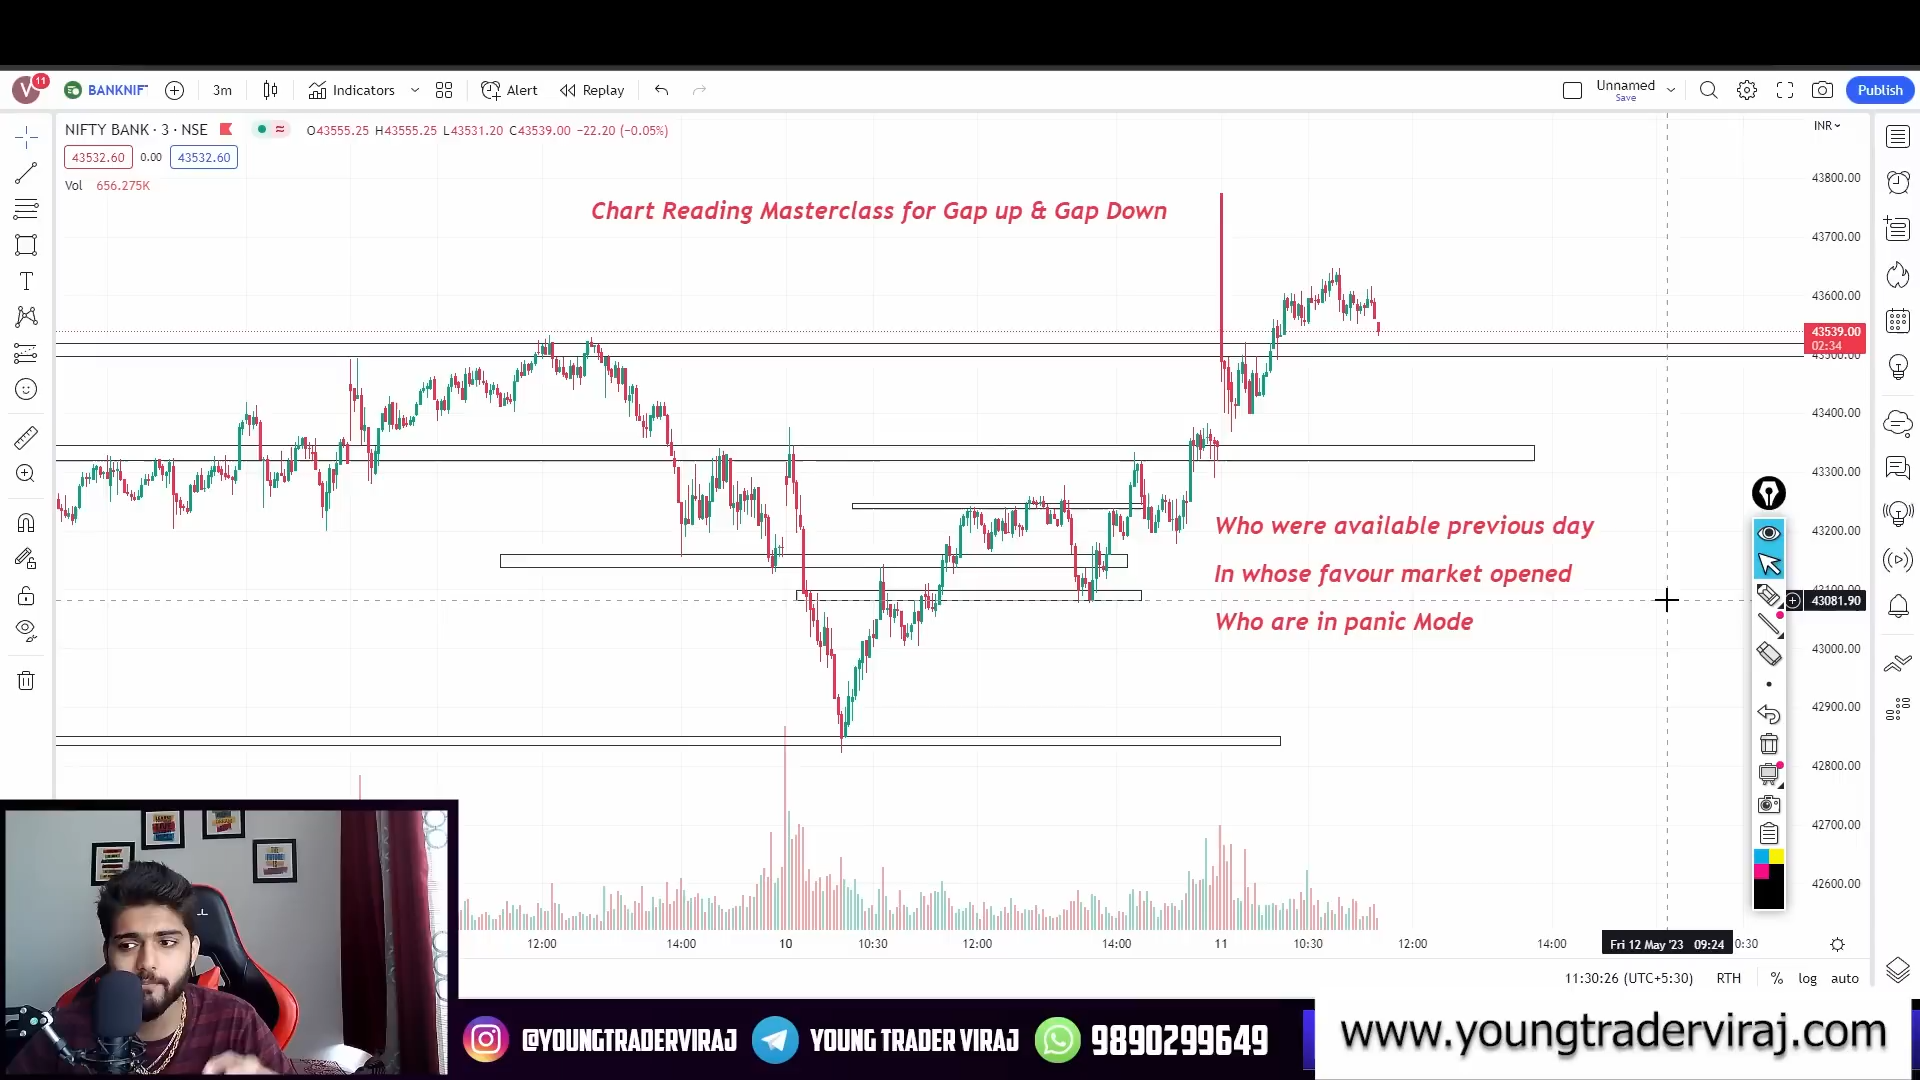 V 11 BANKNIF 3m Indicators Alert Replay Unnamed Save Publish
NIFTY BANK · 3 · NSE O43555.25 H43555.25 L43531.20 C43539.00 −22.20 (−0.05%)
INR
43532.60 0.00 43532.60
Vol 656.275K
Chart Reading Masterclass for Gap up & Gap Down
43800.00
43700.00
43600.00
43539.00
02:34
43500.00
43400.00
43300.00
43200.00
43100.00
43081.90
43000.00
42900.00
42800.00
42700.00
42600.00
Who were available previous day
In whose favour market opened
Who are in panic Mode
12:00 14:00 10 10:30 12:00 14:00 11 10:30 12:00 14:00 Fri 12 May '23 09:24 0:30
11:30:26 (UTC+5:30) RTH % log auto
@YOUNGTRADERVIRAJ YOUNG TRADER VIRAJ 9890299649 www.youngtraderviraj.com